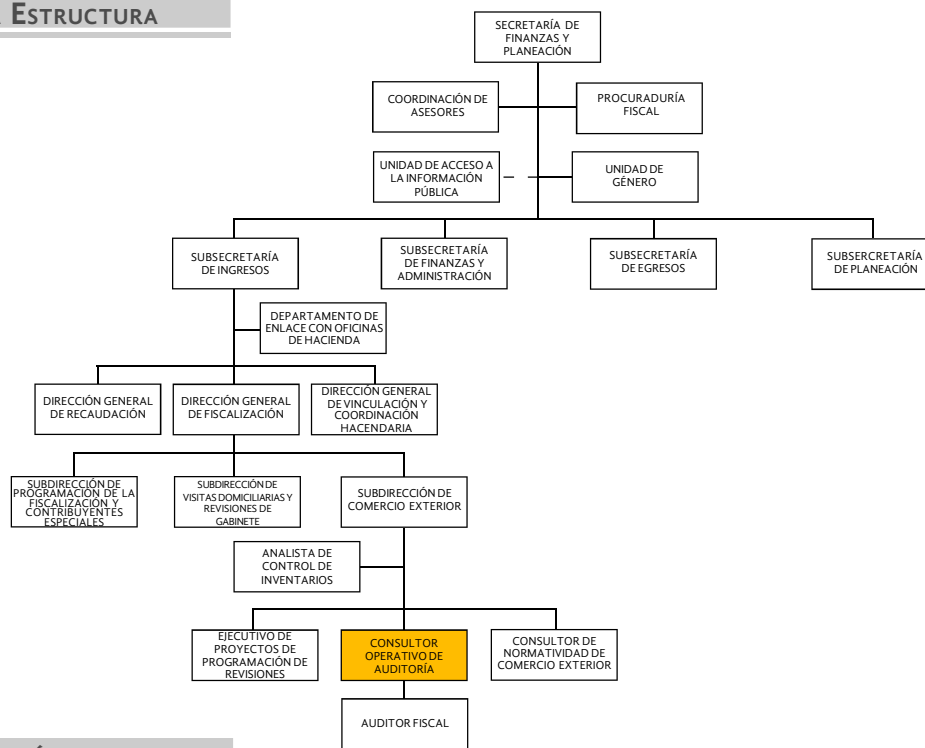 ESTRUCTURA
SECRETARÍA DE
FINANZAS Y
PLANEACIÓN
COORDINACIÓN DE
ASESORES
PROCURADURÍA
FISCAL
UNIDAD DE ACCESO A
LA INFORMACIÓN
PÚBLICA
UNIDAD DE
GÉNERO
SUBSECRETARÍA
DE INGRESOS
SUBSECRETARÍA
DE FINANZAS Y
ADMINISTRACIÓN
SUBSECRETARÍA
DE EGRESOS
SUBSERCRETARÍA
DE PLANEACIÓN
DEPARTAMENTO DE
ENLACE CON OFICINAS
DE HACIENDA
DIRECCIÓN GENERAL
DE RECAUDACIÓN
DIRECCIÓN GENERAL
DE FISCALIZACIÓN
DIRECCIÓN GENERAL
DE VINCULACIÓN Y
COORDINACIÓN
HACENDARIA
SUBDIRECCIÓN DE
PROGRAMACIÓN DE LA
FISCALIZACIÓN Y
CONTRIBUYENTES
ESPECIALES
SUBDIRECCIÓN DE
VISITAS DOMICILIARIAS Y
REVISIONES DE
GABINETE
SUBDIRECCIÓN DE
COMERCIO EXTERIOR
ANALISTA DE
CONTROL DE
INVENTARIOS
EJECUTIVO DE
PROYECTOS DE
PROGRAMACIÓN DE
REVISIONES
CONSULTOR
OPERATIVO DE
AUDITORÍA
CONSULTOR DE
NORMATIVIDAD DE
COMERCIO EXTERIOR
AUDITOR FISCAL